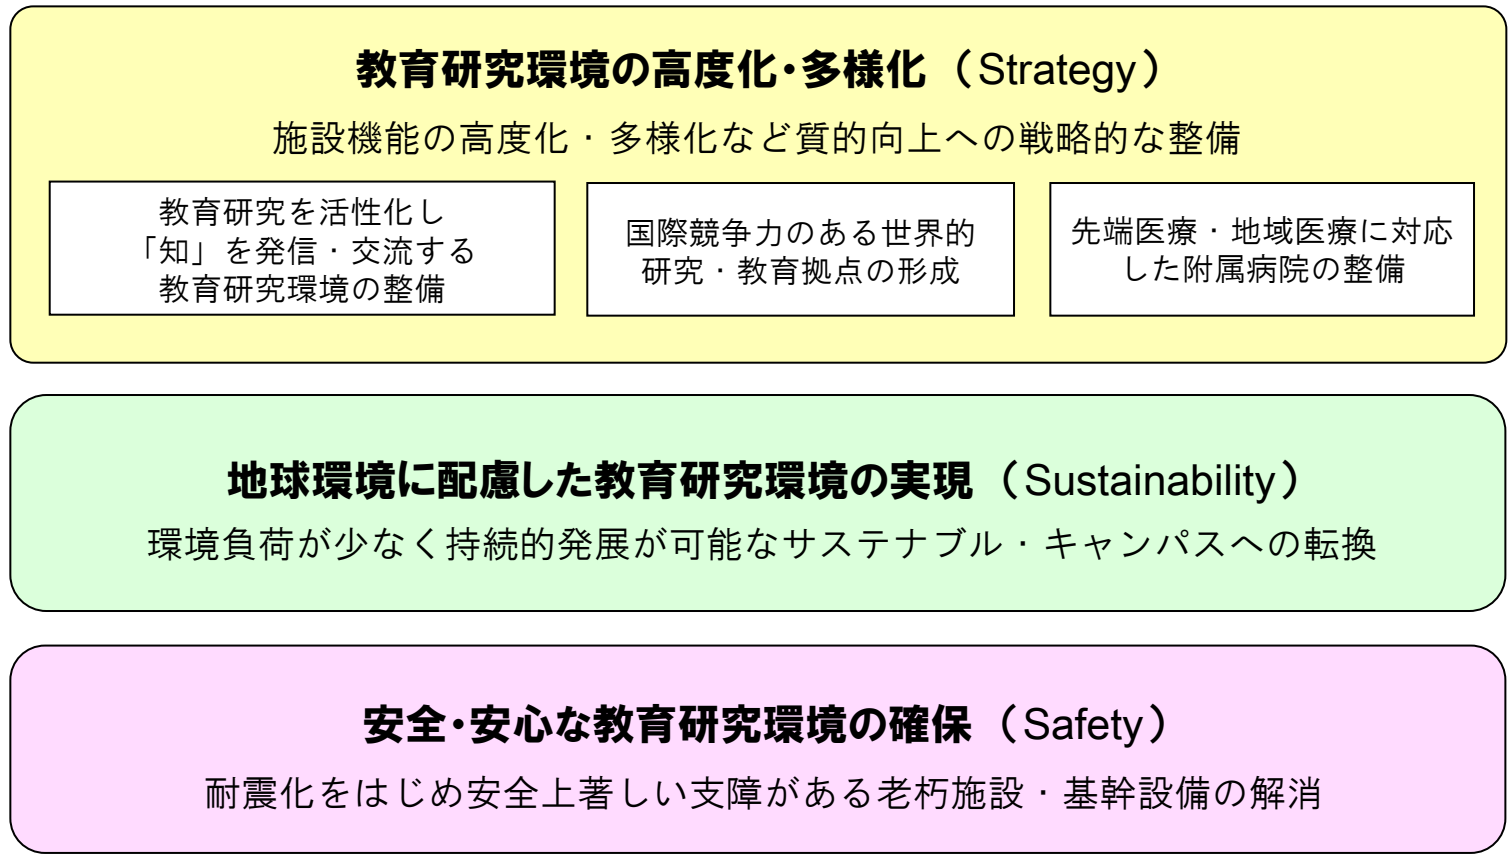 教育研究環境の高度化・多様化（Strategy）
施設機能の高度化・多様化など質的向上への戦略的な整備
教育研究を活性化し
「知」を発信・交流する
教育研究環境の整備
国際競争力のある世界的
研究・教育拠点の形成
先端医療・地域医療に対応
した附属病院の整備
地球環境に配慮した教育研究環境の実現（Sustainability）
環境負荷が少なく持続的発展が可能なサステナブル・キャンパスへの転換
安全・安心な教育研究環境の確保（Safety）
耐震化をはじめ安全上著しい支障がある老朽施設・基幹設備の解消